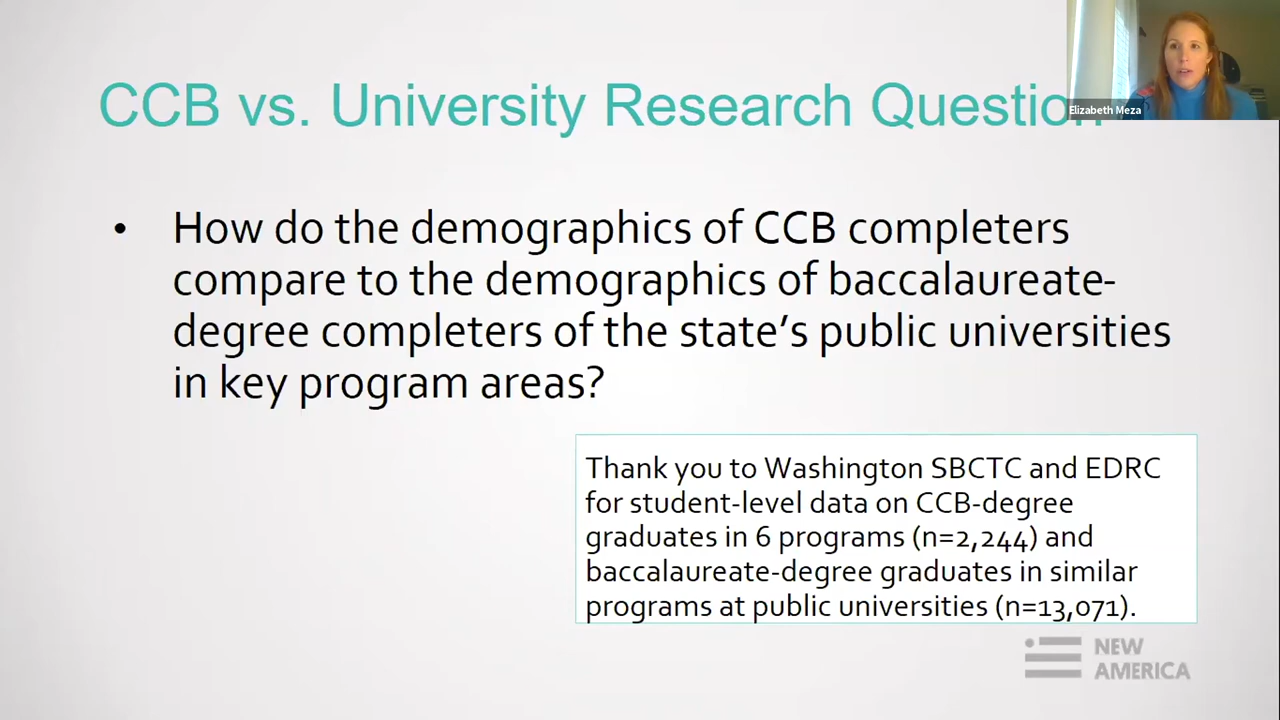 CCB vs. University Research Question
Elizabeth Meza
• How do the demographics of CCB completers
compare to the demographics of baccalaureate-
degree completers of the state’s public universities
in key program areas?
Thank you to Washington SBCTC and EDRC
for student-level data on CCB-degree
graduates in 6 programs (n=2,244) and
baccalaureate-degree graduates in similar
programs at public universities (n=13,071).
NEW
AMERICA